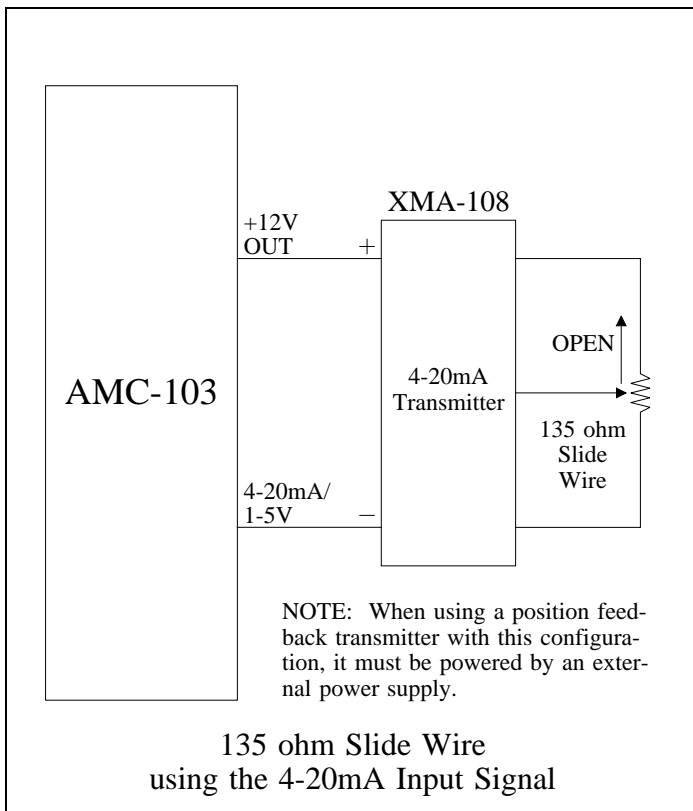 XMA-108
+12V
OUT
+
AMC-103
OPEN
4-20mA
Transmitter
135 ohm
Slide
Wire
4-20mA/
1-5V
−
NOTE: When using a position feed-
back transmitter with this configura-
tion, it must be powered by an exter-
nal power supply.
135 ohm Slide Wire
using the 4-20mA Input Signal